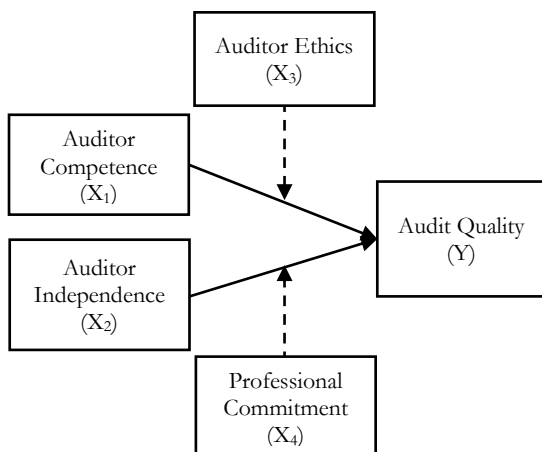 Auditor Ethics
(X₃)
Auditor
Competence
(X₁)
Audit Quality
(Y)
Auditor
Independence
(X₂)
Professional
Commitment
(X₄)